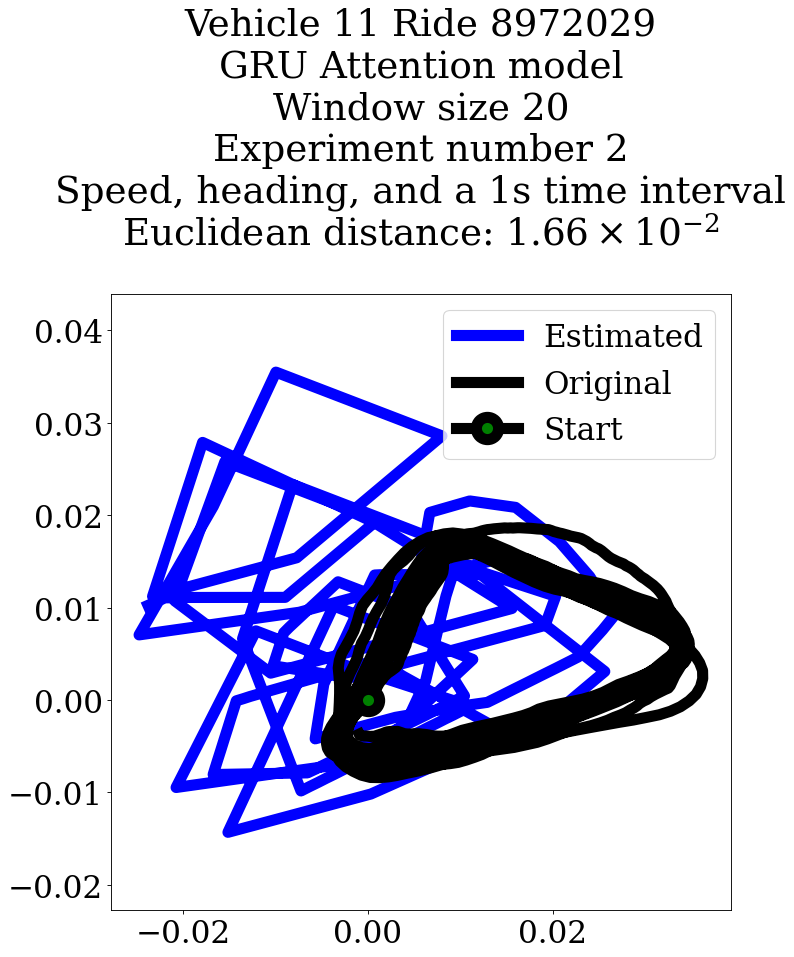 Vehicle 11 Ride 8972029
GRU Attention model
Window size 20
Experiment number 2
Speed, heading, and a 1s time interval
Euclidean distance: 1.66 × 10⁻²
Estimated
Original
Start
0.04
0.03
0.02
0.01
0.00
−0.01
−0.02
−0.02 0.00 0.02